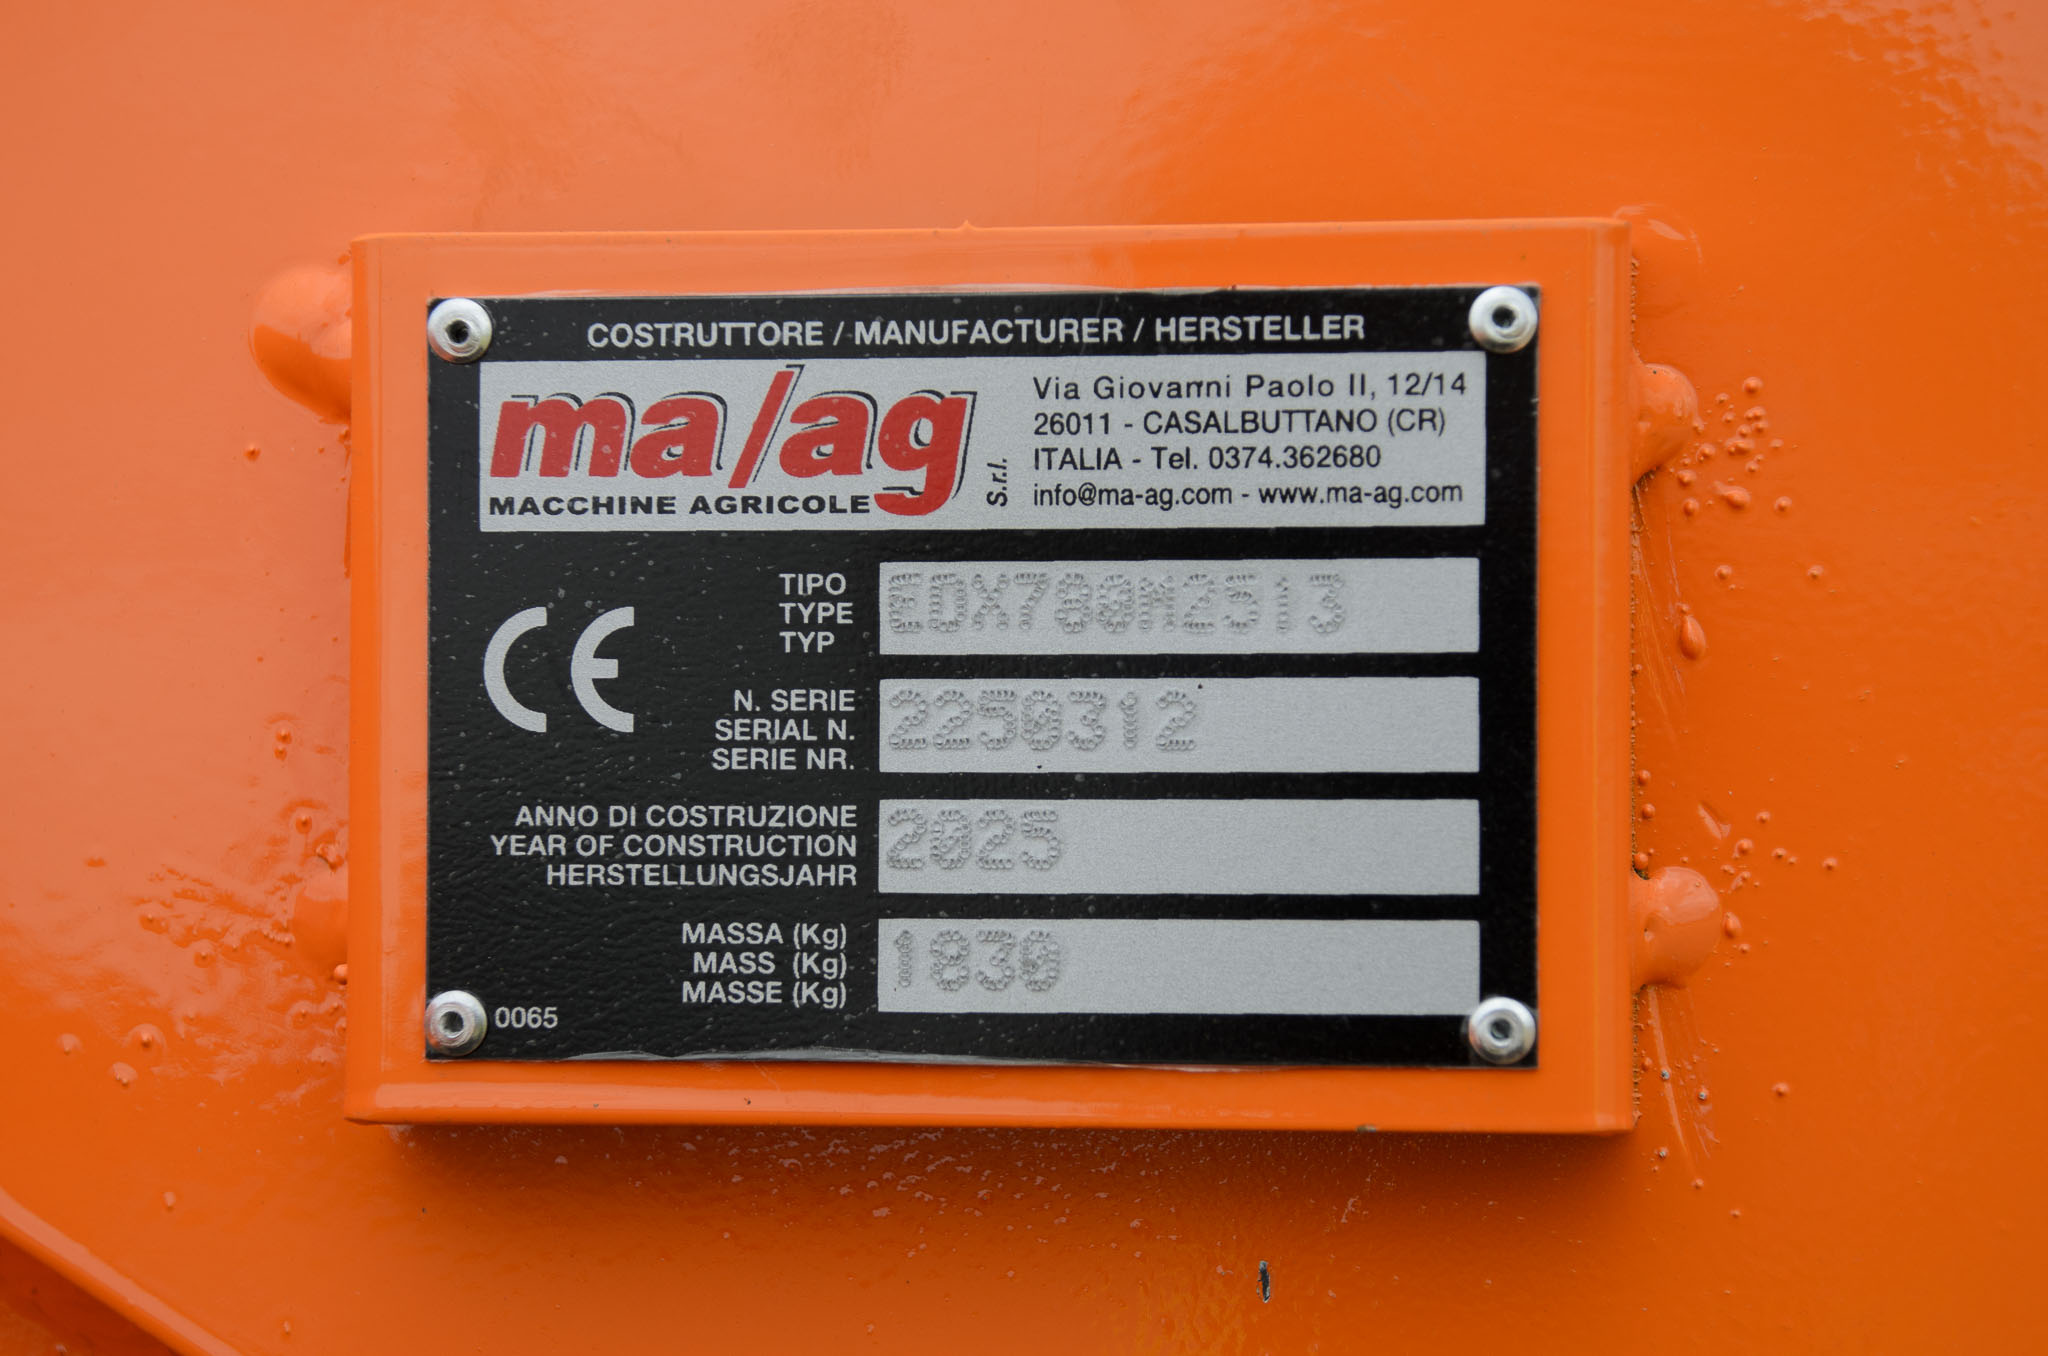 COSTRUTTORE / MANUFACTURER / HERSTELLER
ma/ag
MACCHINE AGRICOLE
s.r.l.
Via Giovanni Paolo II, 12/14
26011 - CASALBUTTANO (CR)
ITALIA - Tel. 0374.362680
info@ma-ag.com - www.ma-ag.com
CE
TIPO
TYPE
TYP
N. SERIE
SERIAL N.
SERIE NR.
2250312
ANNO DI COSTRUZIONE
YEAR OF CONSTRUCTION
HERSTELLUNGSJAHR
2025
MASSA (Kg)
MASS (Kg)
MASSE (Kg)
1830
0065